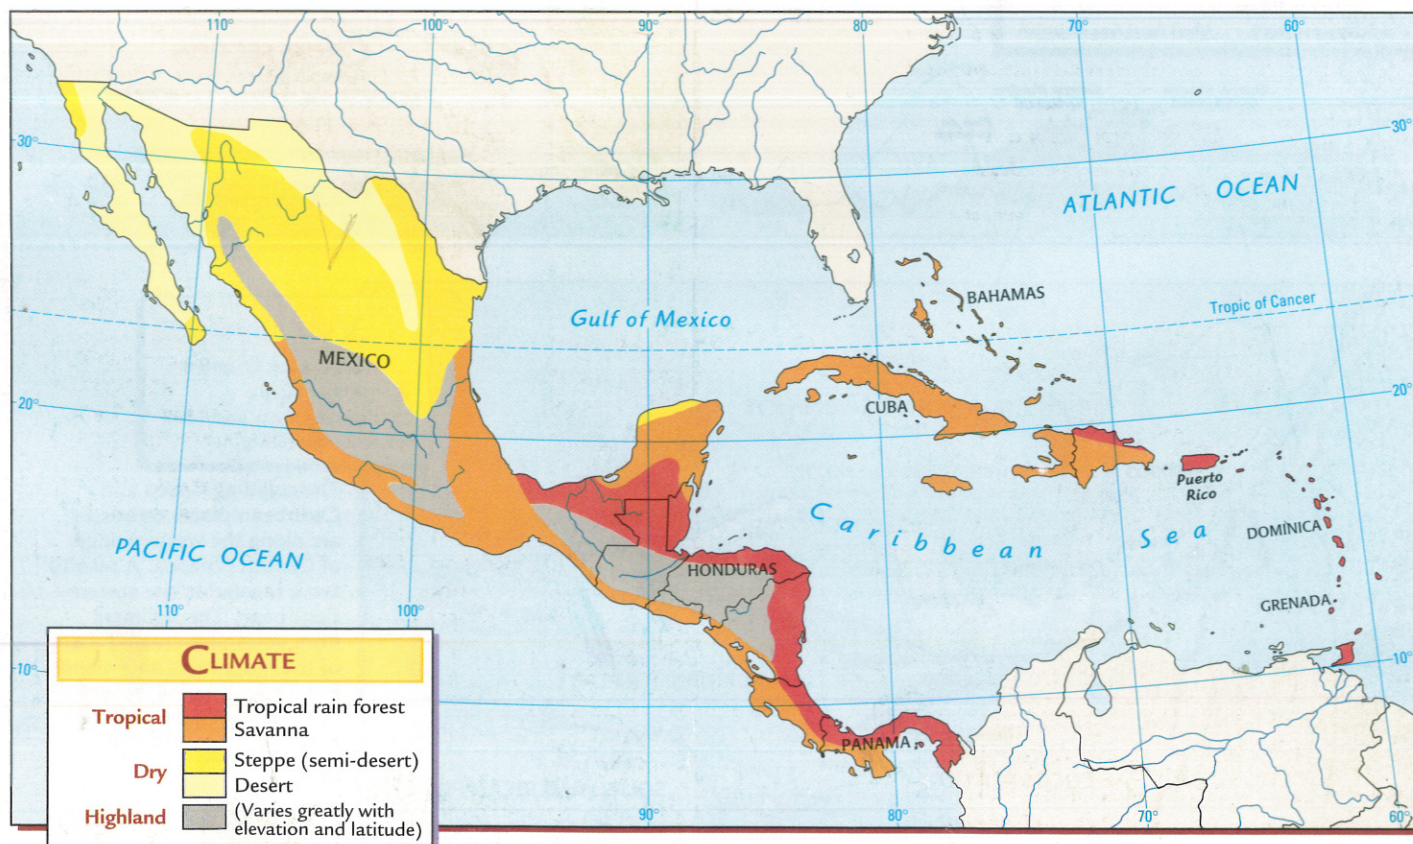 110°
100°
90°
80°
70°
60°
30°
30°
ATLANTIC OCEAN
BAHAMAS
Tropic of Cancer
Gulf of Mexico
MEXICO
20°
20°
CUBA
Puerto
Rico
Caribbean Sea
DOMINICA
PACIFIC OCEAN
HONDURAS
GRENADA
110°
100°
10°
10°
PANAMA
90°
80°
70°
60°
CLIMATE
Tropical
Tropical rain forest
Savanna
Dry
Steppe (semi-desert)
Desert
Highland
(Varies greatly with
elevation and latitude)